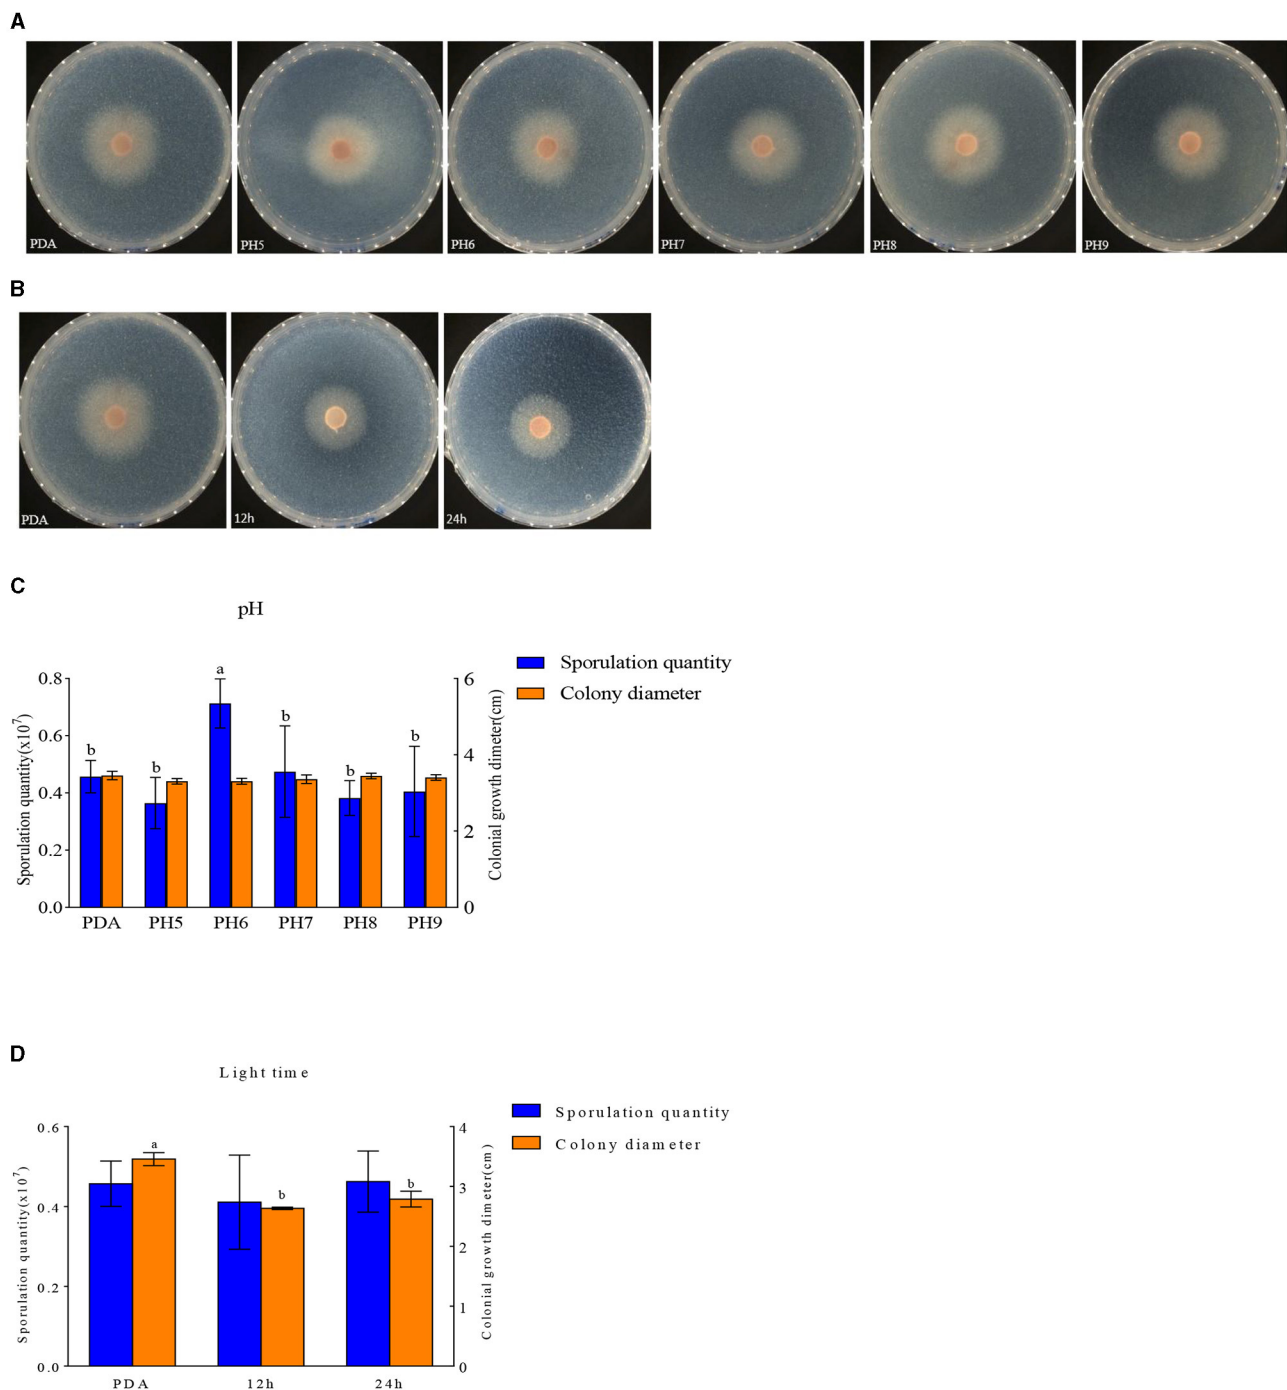 A
PDA PH5 PH6 PH7 PH8 PH9
B
PDA 12h 24h
C
pH
Sporulation quantity
Colony diameter
Sporulation quantity(x10⁷)
Colonial growth dimeter(cm)
0.8
0.6
0.4
0.2
0.0
6
4
2
0
b b a b b b
PDA PH5 PH6 PH7 PH8 PH9
D
Light time
Sporulation quantity
Colony diameter
Sporulation quantity(x10⁷)
Colonial growth dimeter(cm)
0.6
0.4
0.2
0.0
4
3
2
1
0
a b b
PDA 12h 24h